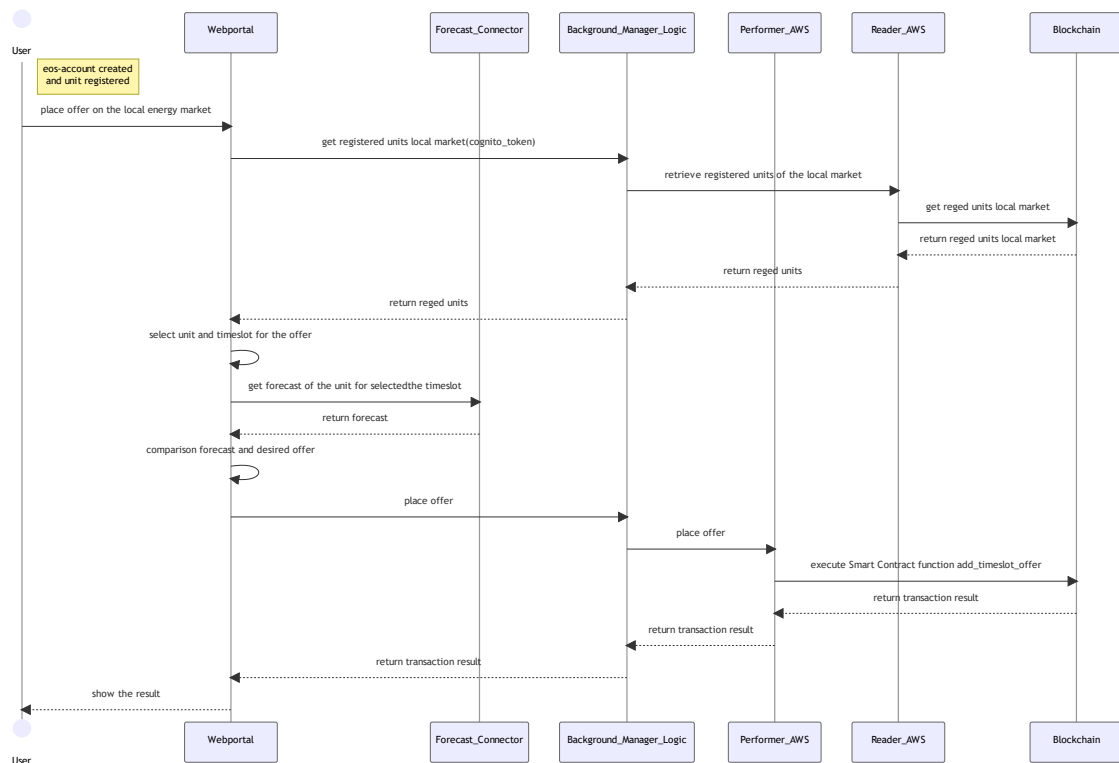 Webportal
Forecast_Connector
Background_Manager_Logic
Performer_AWS
Reader_AWS
Blockchain
User
eos-account created
and unit registered
place offer on the local energy market
get registered units local market(cognito_token)
retrieve registered units of the local market
get reged units local market
return reged units local market
return reged units
return reged units
select unit and timeslot for the offer
get forecast of the unit for selectedthe timeslot
return forecast
comparison forecast and desired offer
place offer
place offer
execute Smart Contract function add_timeslot_offer
return transaction result
return transaction result
return transaction result
show the result
Webportal
Forecast_Connector
Background_Manager_Logic
Performer_AWS
Reader_AWS
Blockchain
User